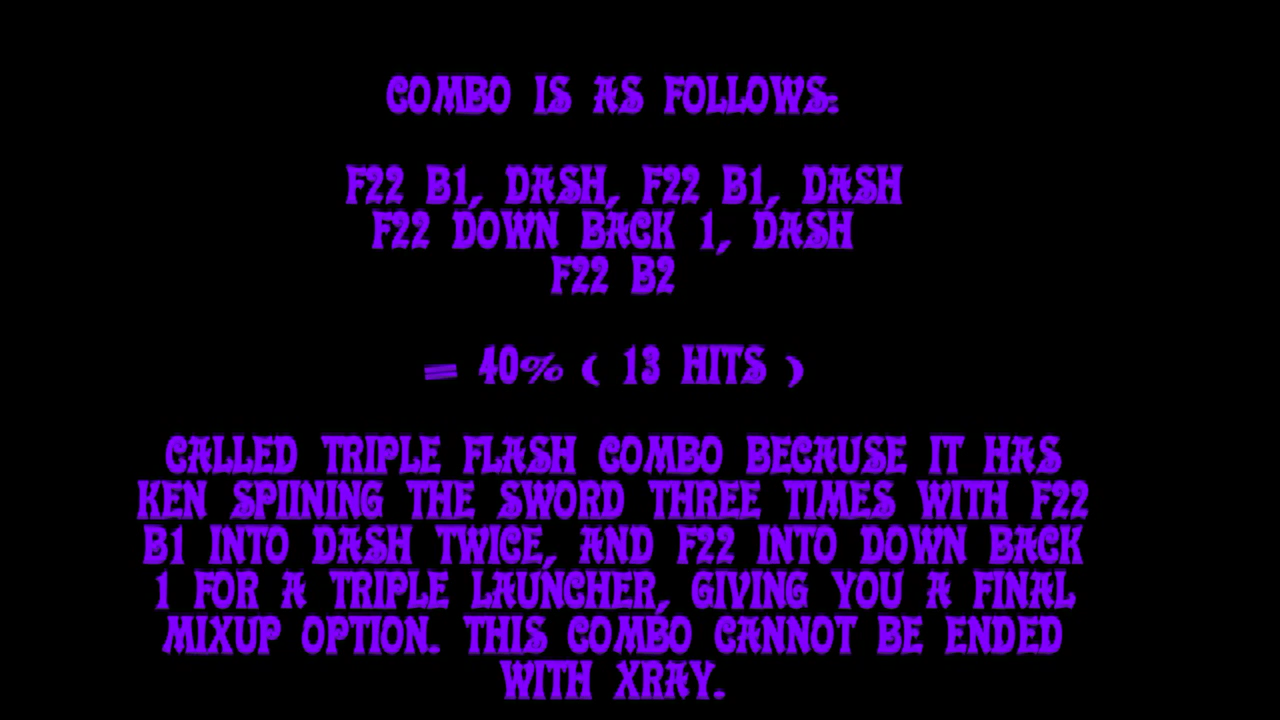 COMBO IS AS FOLLOWS:
F22 B1, DASH, F22 B1, DASH
F22 DOWN BACK 1, DASH
F22 B2
= 40% ( 13 HITS )
CALLED TRIPLE FLASH COMBO BECAUSE IT HAS
KEN SPIINING THE SWORD THREE TIMES WITH F22
B1 INTO DASH TWICE, AND F22 INTO DOWN BACK
1 FOR A TRIPLE LAUNCHER, GIVING YOU A FINAL
MIXUP OPTION. THIS COMBO CANNOT BE ENDED
WITH XRAY.